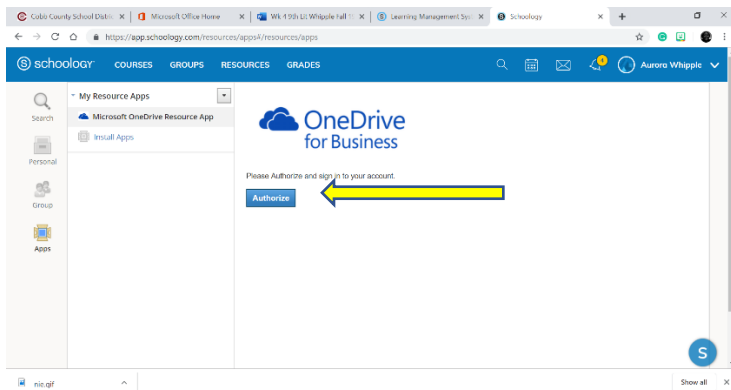 Cobb County School Distri
Microsoft Office Home
Wk 4 9th Lit Whipple Fall
Learning Management Syst
Schoology
https://app.schoology.com/resources/apps#/resources/apps
S schoology
COURSES
GROUPS
RESOURCES
GRADES
Aurora Whipple
Search
Personal
Group
Apps
My Resource Apps
Microsoft OneDrive Resource App
Install Apps
OneDrive
for Business
Please Authorize and sign in to your account.
Authorize
S
nie.gif
Show all